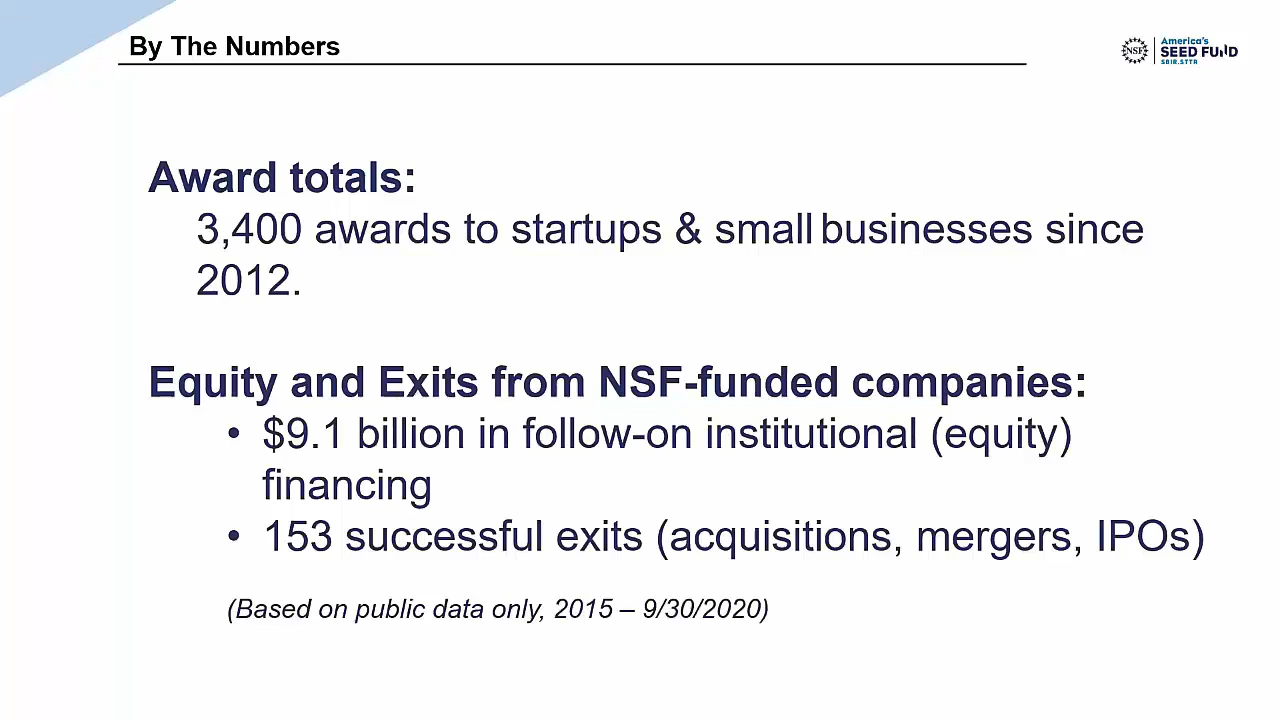 By The Numbers
NSF
America's
SEED FUND
SBIR.STTR
Award totals:
3,400 awards to startups & small businesses since
2012.
Equity and Exits from NSF-funded companies:
• $9.1 billion in follow-on institutional (equity)
financing
• 153 successful exits (acquisitions, mergers, IPOs)
(Based on public data only, 2015 – 9/30/2020)